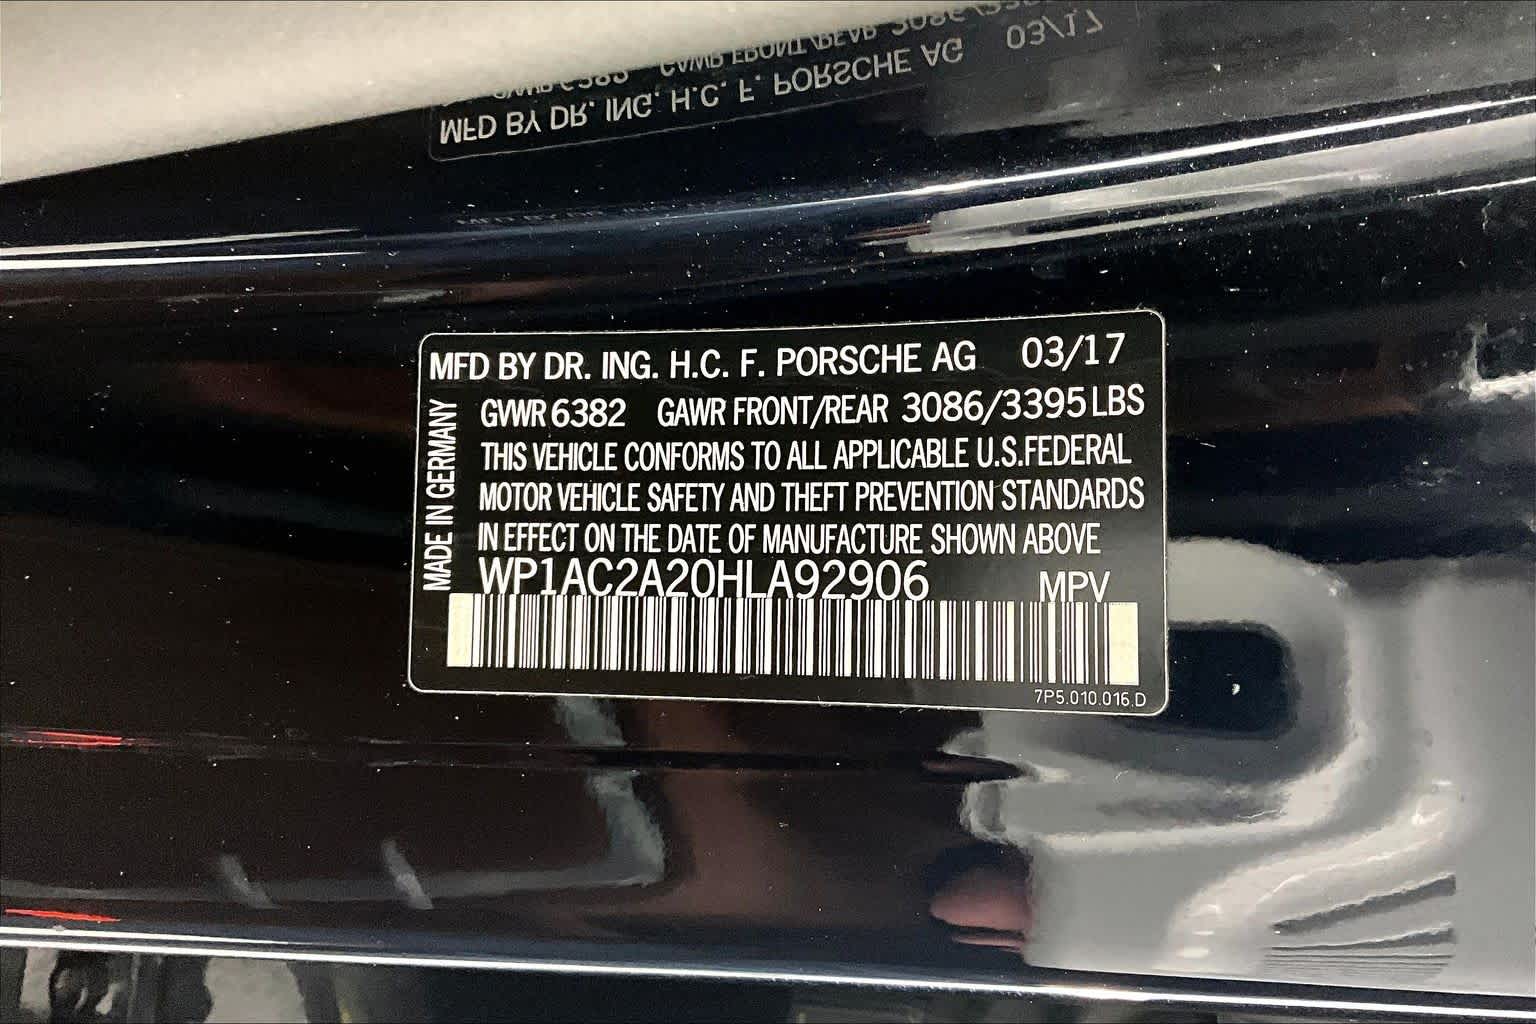 MFD BY DR. ING. H.C. F. PORSCHE AG 03/17
GVWR 6382 GAWR FRONT/REAR 3086/3395 LBS
THIS VEHICLE CONFORMS TO ALL APPLICABLE U.S.FEDERAL
MOTOR VEHICLE SAFETY AND THEFT PREVENTION STANDARDS
IN EFFECT ON THE DATE OF MANUFACTURE SHOWN ABOVE
WP1AC2A20HLA92906 MPV
MADE IN GERMANY
7P5.010.016.D